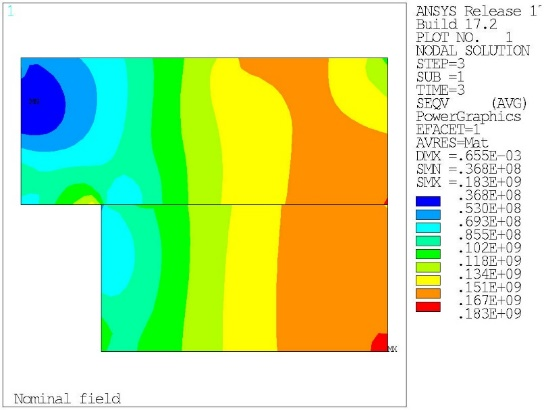 1
ANSYS Release 17
Build 17.2
PLOT NO. 1
NODAL SOLUTION
STEP=3
SUB =1
TIME=3
SEQV (AVG)
PowerGraphics
EFACET=1
AVRES=Mat
DMX =.655E-03
SMN =.368E+08
SMX =.183E+09
.368E+08
.530E+08
.693E+08
.855E+08
.102E+09
.118E+09
.134E+09
.151E+09
.167E+09
.183E+09
MX
Nominal field